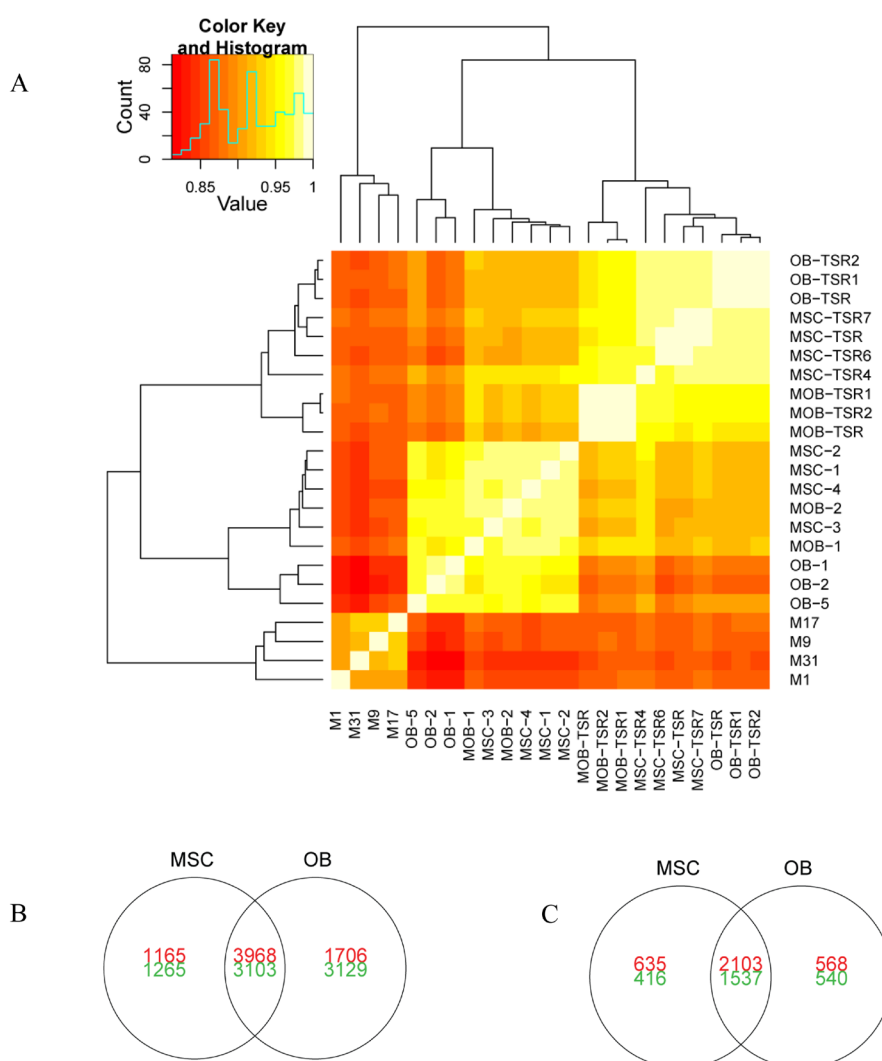 A
Color Key
and Histogram
Count
0
40
80
0.85
0.95
1
Value
OB-TSR2
OB-TSR1
OB-TSR
MSC-TSR7
MSC-TSR
MSC-TSR6
MSC-TSR4
MOB-TSR1
MOB-TSR2
MOB-TSR
MSC-2
MSC-1
MSC-4
MOB-2
MSC-3
MOB-1
OB-1
OB-2
OB-5
M17
M9
M31
M1
M1
M31
M9
M17
OB-5
OB-2
OB-1
MOB-1
MSC-3
MOB-2
MSC-4
MSC-1
MSC-2
MOB-TSR
MOB-TSR2
MOB-TSR1
MSC-TSR4
MSC-TSR6
MSC-TSR
MSC-TSR7
OB-TSR
OB-TSR1
OB-TSR2
B
MSC OB
1165 3968 1706
1265 3103 3129
C
MSC OB
635 2103 568
416 1537 540